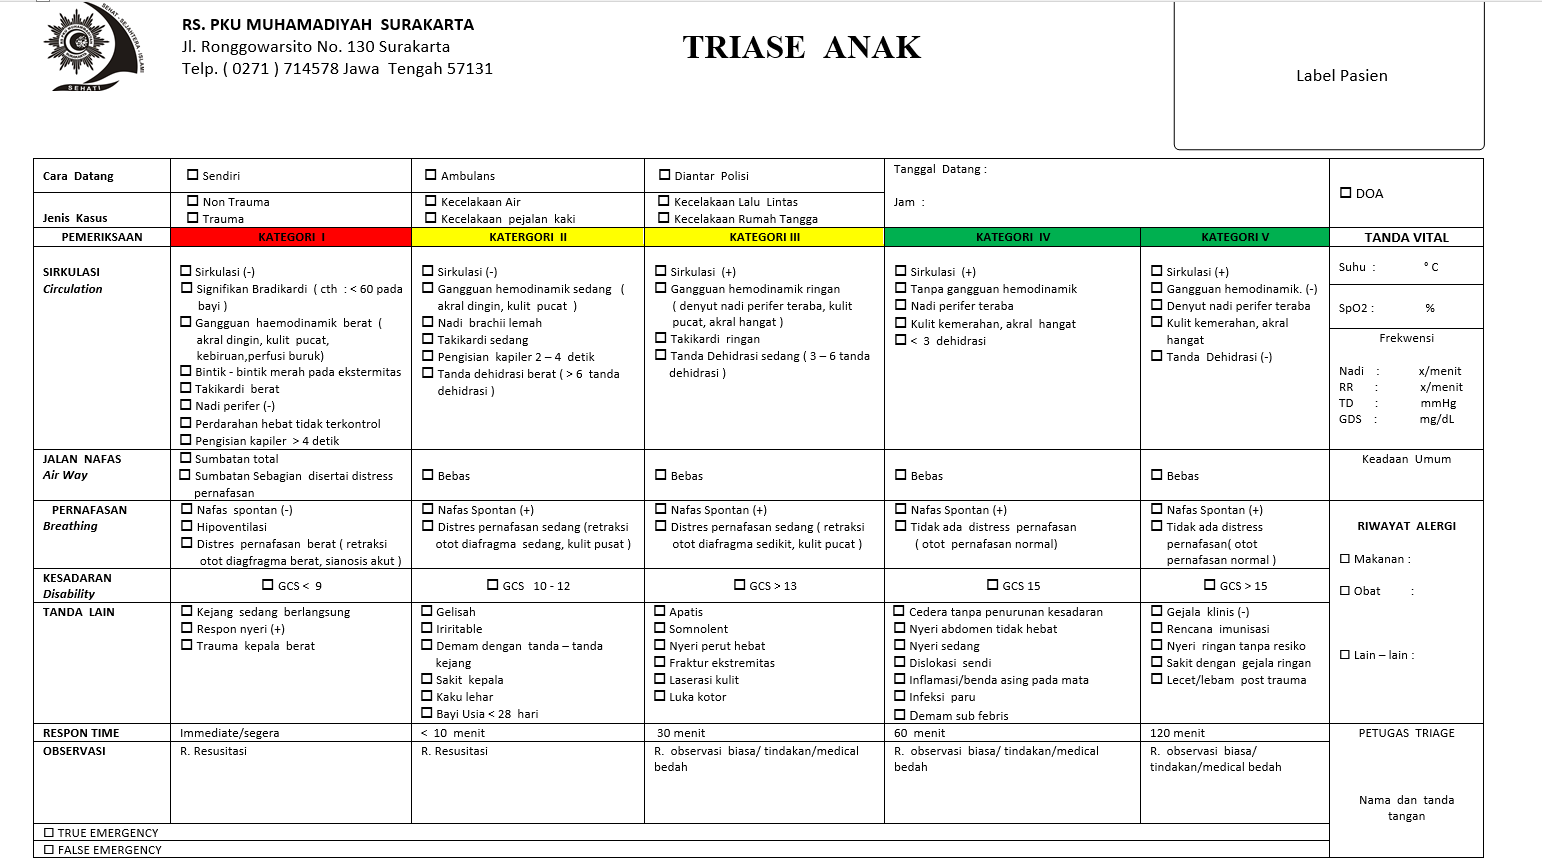 SEHAT-SEJAHTERA ISLAMI
SEHATI
RS. PKU MUHAMADIYAH SURAKARTA
Jl. Ronggowarsito No. 130 Surakarta
Telp. ( 0271 ) 714578 Jawa Tengah 57131
TRIASE ANAK
Label Pasien
Cara Datang
Sendiri
Ambulans
Diantar Polisi
Tanggal Datang :
Jam :
DOA
Jenis Kasus
Non Trauma
Trauma
Kecelakaan Air
Kecelakaan pejalan kaki
Kecelakaan Lalu Lintas
Kecelakaan Rumah Tangga
PEMERIKSAAN
KATEGORI I
KATERGORI II
KATEGORI III
KATEGORI IV
KATEGORI V
TANDA VITAL
SIRKULASI
Circulation
Sirkulasi (-)
Signifikan Bradikardi ( cth : < 60 pada
bayi )
Gangguan haemodinamik berat (
akral dingin, kulit pucat,
kebiruan,perfusi buruk)
Bintik - bintik merah pada ekstermitas
Takikardi berat
Nadi perifer (-)
Perdarahan hebat tidak terkontrol
Pengisian kapiler > 4 detik
Sirkulasi (-)
Gangguan hemodinamik sedang (
akral dingin, kulit pucat )
Nadi brachii lemah
Takikardi sedang
Pengisian kapiler 2 – 4 detik
Tanda dehidrasi berat ( > 6 tanda
dehidrasi )
Sirkulasi (+)
Gangguan hemodinamik ringan
( denyut nadi perifer teraba, kulit
pucat, akral hangat )
Takikardi ringan
Tanda Dehidrasi sedang ( 3 – 6 tanda
dehidrasi )
Sirkulasi (+)
Tanpa gangguan hemodinamik
Nadi perifer teraba
Kulit kemerahan, akral hangat
< 3 dehidrasi
Sirkulasi (+)
Gangguan hemodinamik. (-)
Denyut nadi perifer teraba
Kulit kemerahan, akral
hangat
Tanda Dehidrasi (-)
Suhu : ° C
SpO2 : %
Frekwensi
Nadi : x/menit
RR : x/menit
TD : mmHg
GDS : mg/dL
JALAN NAFAS
Air Way
Sumbatan total
Sumbatan Sebagian disertai distress
pernafasan
Bebas
Bebas
Bebas
Bebas
Keadaan Umum
PERNAFASAN
Breathing
Nafas spontan (-)
Hipoventilasi
Distres pernafasan berat ( retraksi
otot diagfragma berat, sianosis akut )
Nafas Spontan (+)
Distres pernafasan sedang (retraksi
otot diafragma sedang, kulit pusat )
Nafas Spontan (+)
Distres pernafasan sedang ( retraksi
otot diafragma sedikit, kulit pucat )
Nafas Spontan (+)
Tidak ada distress pernafasan
( otot pernafasan normal)
Nafas Spontan (+)
Tidak ada distress
pernafasan( otot
pernafasan normal )
RIWAYAT ALERGI
Makanan :
Obat :
Lain – lain :
KESADARAN
Disability
GCS < 9
GCS 10 - 12
GCS > 13
GCS 15
GCS > 15
TANDA LAIN
Kejang sedang berlangsung
Respon nyeri (+)
Trauma kepala berat
Gelisah
Iriritable
Demam dengan tanda – tanda
kejang
Sakit kepala
Kaku lehar
Bayi Usia < 28 hari
Apatis
Somnolent
Nyeri perut hebat
Fraktur ekstremitas
Laserasi kulit
Luka kotor
Cedera tanpa penurunan kesadaran
Nyeri abdomen tidak hebat
Nyeri sedang
Dislokasi sendi
Inflamasi/benda asing pada mata
Infeksi paru
Demam sub febris
Gejala klinis (-)
Rencana imunisasi
Nyeri ringan tanpa resiko
Sakit dengan gejala ringan
Lecet/lebam post trauma
RESPON TIME
Immediate/segera
< 10 menit
30 menit
60 menit
120 menit
PETUGAS TRIAGE
OBSERVASI
R. Resusitasi
R. Resusitasi
R. observasi biasa/ tindakan/medical
bedah
R. observasi biasa/ tindakan/medical
bedah
R. observasi biasa/
tindakan/medical bedah
Nama dan tanda
tangan
TRUE EMERGENCY
FALSE EMERGENCY